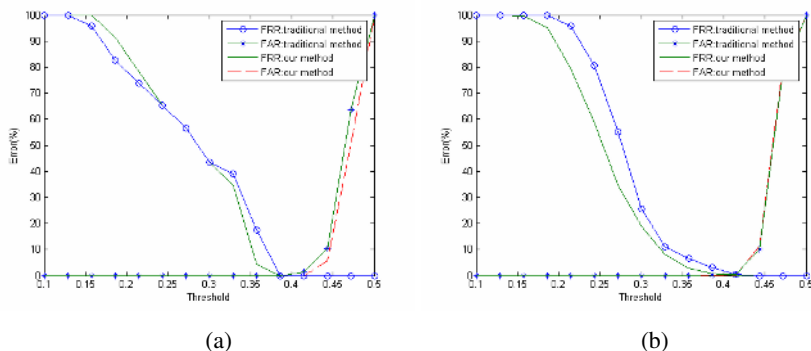 100
90
80
70
60
50
40
30
20
10
0
Error(%)
0.1 0.15 0.2 0.25 0.3 0.35 0.4 0.45 0.5
Threshold
FRR:traditional method
FAR:traditional method
FRR:our method
FAR:our method
(a)
100
90
80
70
60
50
40
30
20
10
0
Error(%)
0.1 0.15 0.2 0.25 0.3 0.35 0.4 0.45 0.5
Threshold
FRR:traditional method
FAR:traditional method
FRR:our method
FAR:our method
(b)